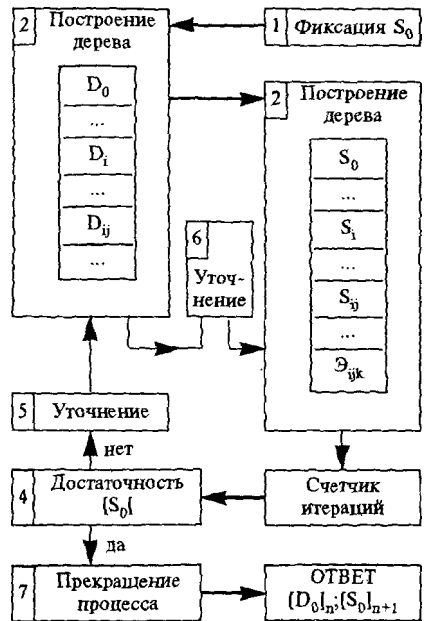 2 Построение
дерева
D₀
...
Dᵢ
...
Dᵢⱼ
...
1 Фиксация S₀
2 Построение
дерева
S₀
...
Sᵢ
...
Sᵢⱼ
...
Эᵢⱼₖ
6
Уточ-
нение
5 Уточнение
нет
4 Достаточность
{S₀{
Счетчик
итераций
да
7 Прекращение
процесса
ОТВЕТ
{D₀]ₙ;{S₀]ₙ₊₁